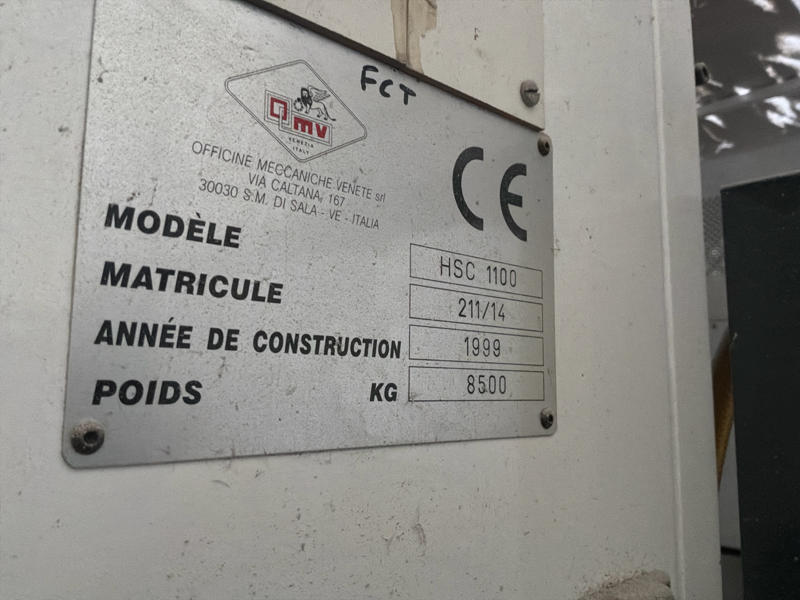 FCT
OMV
VENEZIA
ITALY
OFFICINE MECCANICHE VENETE srl
VIA CALTANA, 167
30030 S.M. DI SALA - VE - ITALIA
CE
MODÈLE HSC 1100
MATRICULE 211/14
ANNÉE DE CONSTRUCTION 1999
POIDS KG 8500